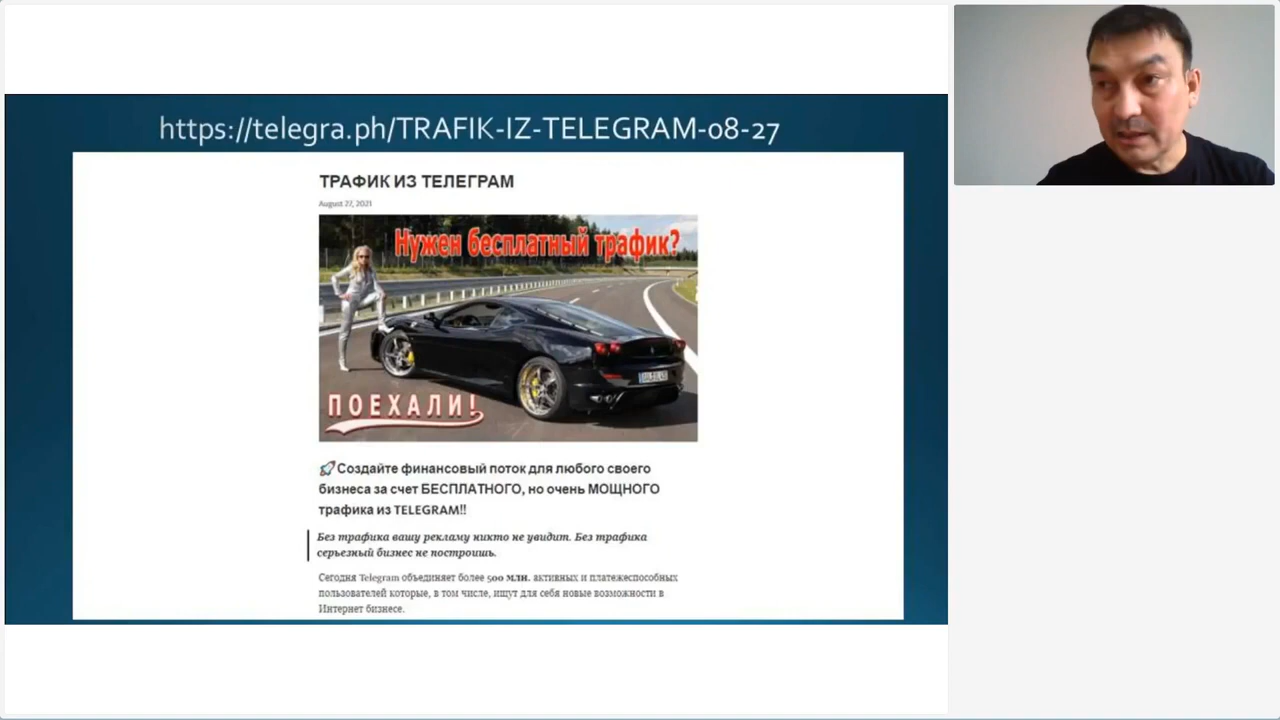 https://telegra.ph/TRAFIK-IZ-TELEGRAM-08-27
ТРАФИК ИЗ ТЕЛЕГРАМ
August 27, 2021
Нужен бесплатный трафик?
ПОЕХАЛИ!
🚀Создайте финансовый поток для любого своего
бизнеса за счет БЕСПЛАТНОГО, но очень МОЩНОГО
трафика из TELEGRAM!!
Без трафика вашу рекламу никто не увидит. Без трафика
серьезный бизнес не построишь.
Сегодня Telegram объединяет более 500 млн. активных и платежеспособных
пользователей которые, в том числе, ищут для себя новые возможности в
Интернет бизнесе.